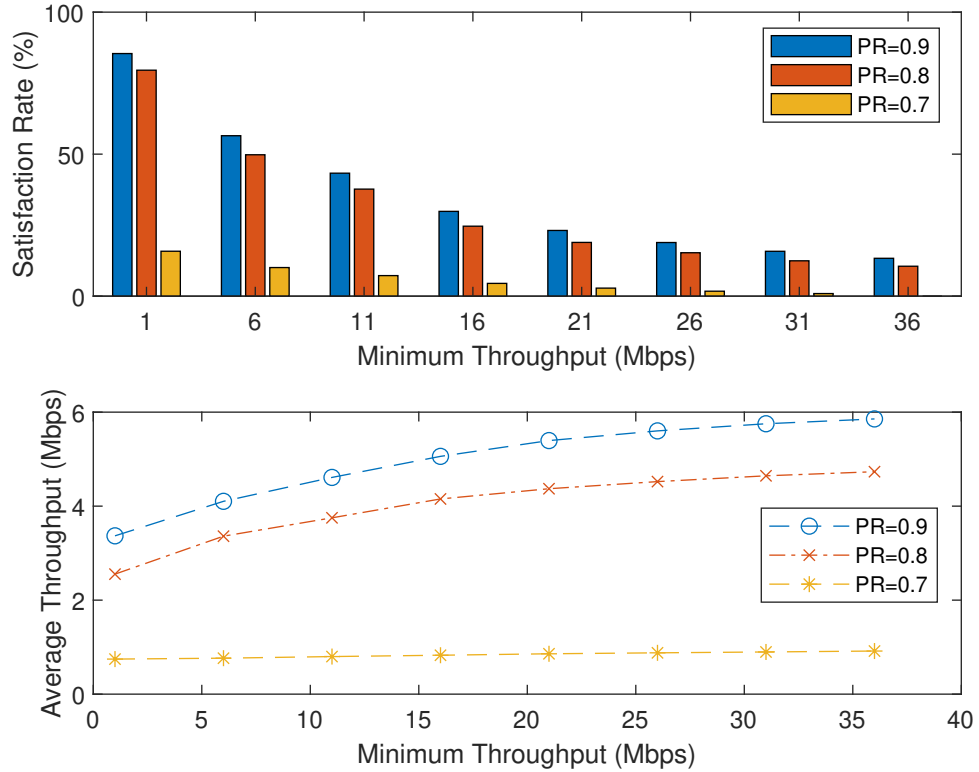 Satisfaction Rate (%)
100
50
0
PR=0.9
PR=0.8
PR=0.7
1 6 11 16 21 26 31 36
Minimum Throughput (Mbps)
Average Throughput (Mbps)
6
4
2
0
PR=0.9
PR=0.8
PR=0.7
0 5 10 15 20 25 30 35 40
Minimum Throughput (Mbps)